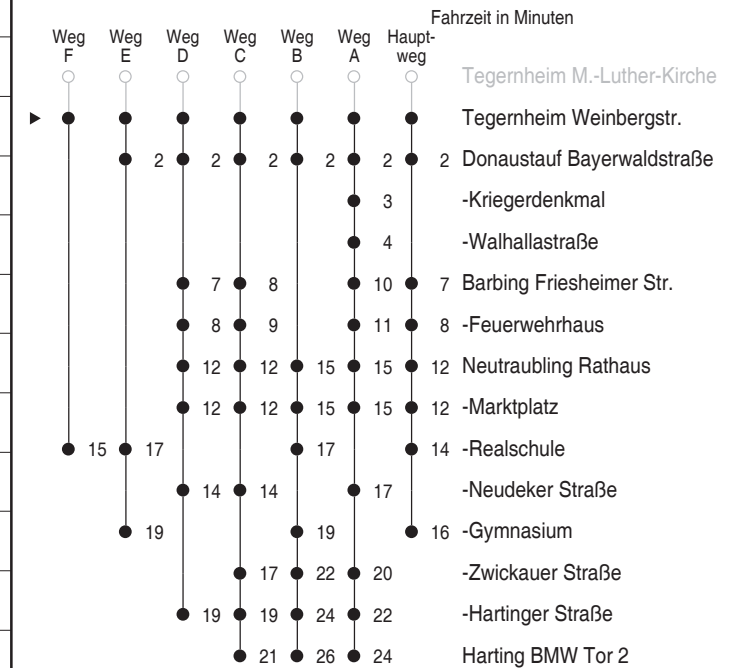 Fahrzeit in Minuten
Weg F Weg E Weg D Weg C Weg B Weg A Haupt-weg
Tegernheim M.-Luther-Kirche
Tegernheim Weinbergstr.
2 2 2 2 2 2 Donaustauf Bayerwaldstraße
3 -Kriegerdenkmal
4 -Walhallastraße
7 8 10 7 Barbing Friesheimer Str.
8 9 11 8 -Feuerwehrhaus
12 12 15 15 12 Neutraubling Rathaus
12 12 15 15 12 -Marktplatz
15 17 17 14 -Realschule
14 14 17 -Neudeker Straße
19 19 16 -Gymnasium
17 22 20 -Zwickauer Straße
19 19 24 22 -Hartinger Straße
21 26 24 Harting BMW Tor 2